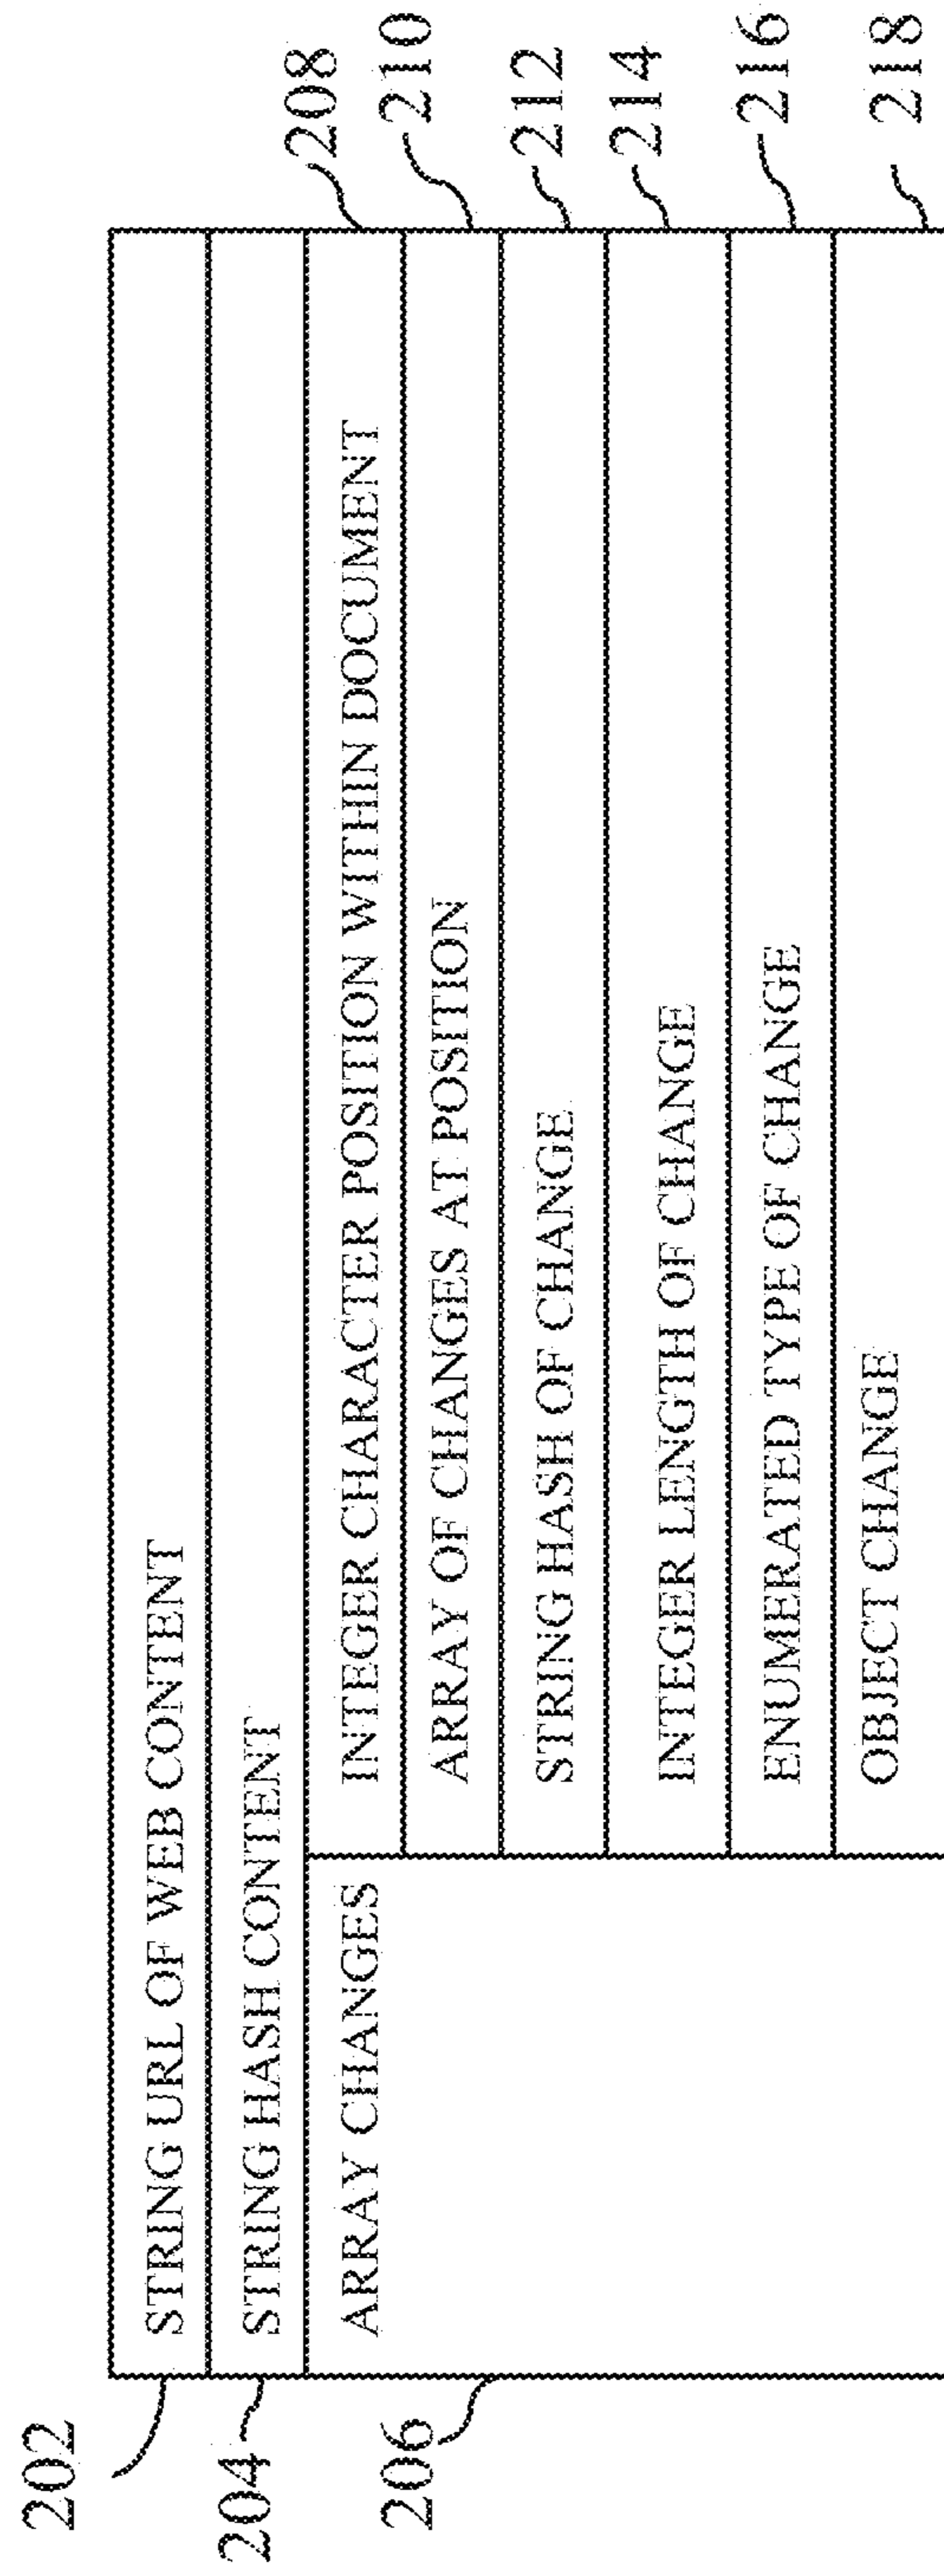 202
STRING URL OF WEB CONTENT
204
STRING HASH CONTENT
206
ARRAY CHANGES
INTEGER CHARACTER POSITION WITHIN DOCUMENT
208
ARRAY OF CHANGES AT POSITION
210
STRING HASH OF CHANGE
212
INTEGER LENGTH OF CHANGE
214
ENUMERATED TYPE OF CHANGE
216
OBJECT CHANGE
218